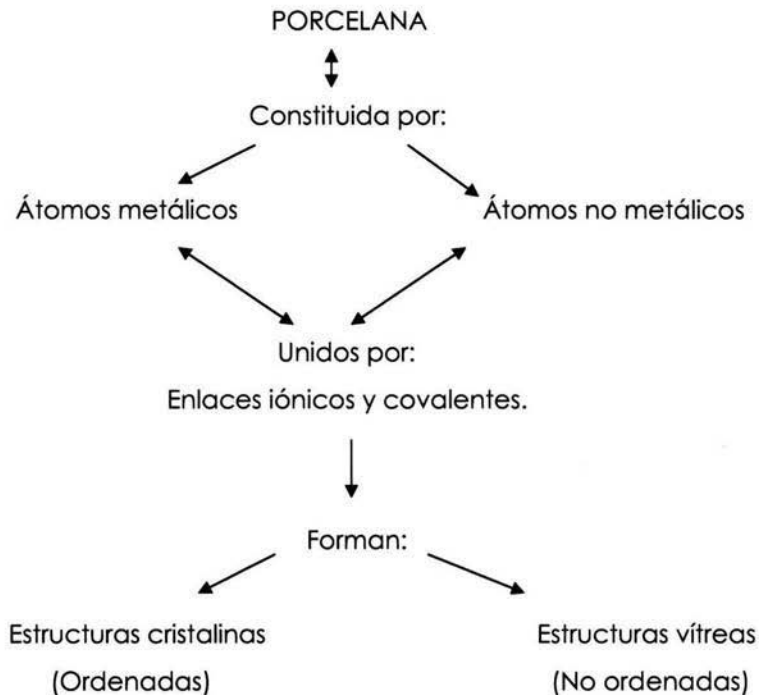 PORCELANA
Constituida por:
Átomos metálicos
Átomos no metálicos
Unidos por:
Enlaces iónicos y covalentes.
Forman:
Estructuras cristalinas
(Ordenadas)
Estructuras vítreas
(No ordenadas)